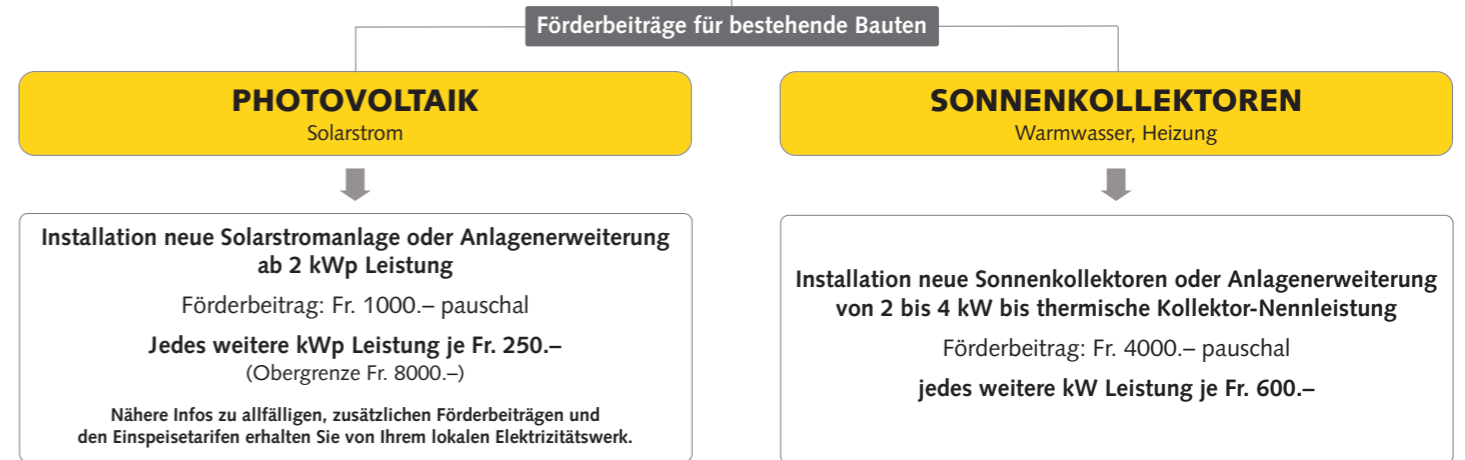 Förderbeiträge für bestehende Bauten
PHOTOVOLTAIK
Solarstrom
Installation neue Solarstromanlage oder Anlagenerweiterung
ab 2 kWp Leistung
Förderbeitrag: Fr. 1000.– pauschal
Jedes weitere kWp Leistung je Fr. 250.–
(Obergrenze Fr. 8000.–)
Nähere Infos zu allfälligen, zusätzlichen Förderbeiträgen und
den Einspeisetarifen erhalten Sie von Ihrem lokalen Elektrizitätswerk.
SONNENKOLLEKTOREN
Warmwasser, Heizung
Installation neue Sonnenkollektoren oder Anlagenerweiterung
von 2 bis 4 kW bis thermische Kollektor-Nennleistung
Förderbeitrag: Fr. 4000.– pauschal
jedes weitere kW Leistung je Fr. 600.–